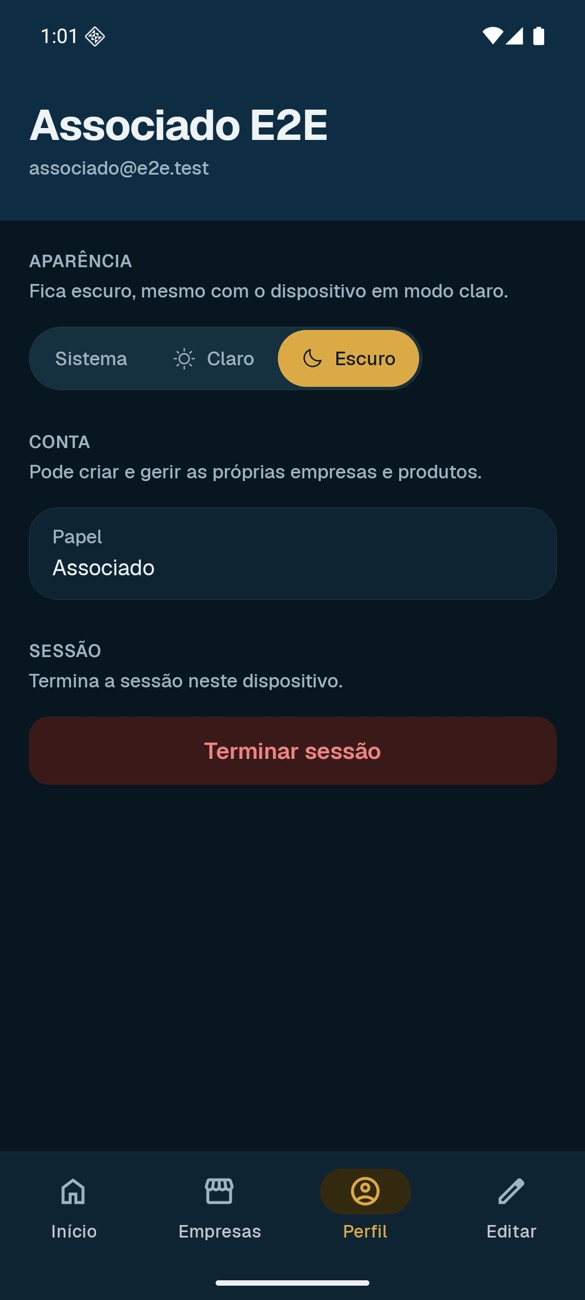 1:01
Associado E2E
associado@e2e.test
APARÊNCIA
Fica escuro, mesmo com o dispositivo em modo claro.
Sistema
Claro
Escuro
CONTA
Pode criar e gerir as próprias empresas e produtos.
Papel
Associado
SESSÃO
Termina a sessão neste dispositivo.
Terminar sessão
Início
Empresas
Perfil
Editar